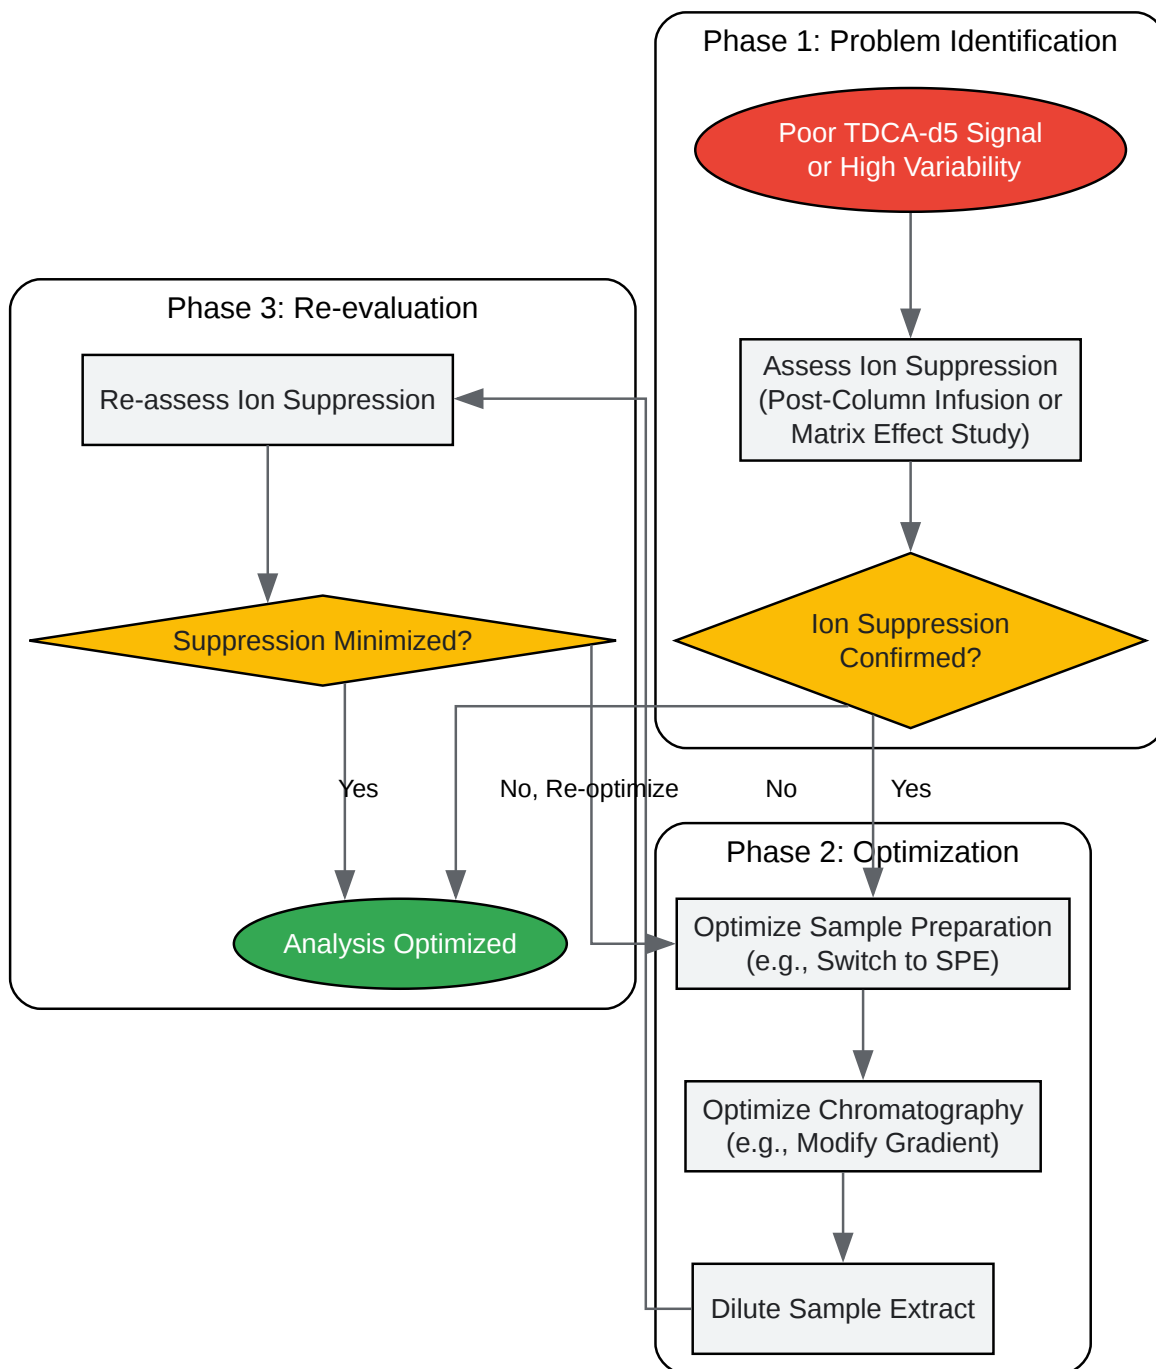 Phase 1: Problem Identification
Poor TDCA-d5 Signal
or High Variability
Assess Ion Suppression
(Post-Column Infusion or
Matrix Effect Study)
Ion Suppression
Confirmed?
Phase 3: Re-evaluation
Re-assess Ion Suppression
Suppression Minimized?
Yes
No, Re-optimize
No
Yes
Analysis Optimized
Phase 2: Optimization
Optimize Sample Preparation
(e.g., Switch to SPE)
Optimize Chromatography
(e.g., Modify Gradient)
Dilute Sample Extract